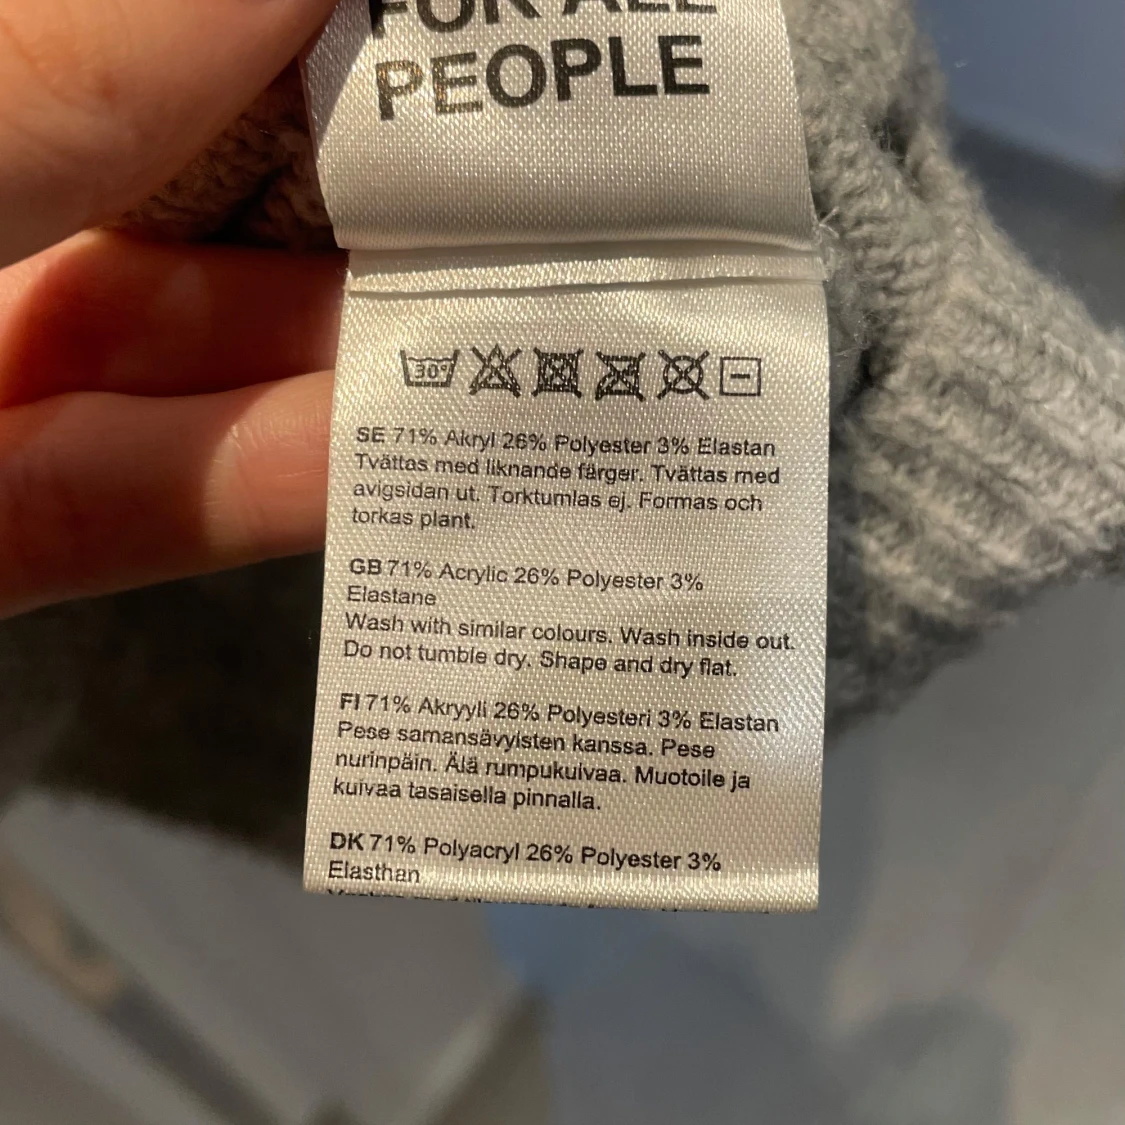 FOR ALL
PEOPLE
30°
SE 71% Akryl 26% Polyester 3% Elastan
Tvättas med liknande färger. Tvättas med
avigsidan ut. Torktumlas ej. Formas och
torkas plant.
GB 71% Acrylic 26% Polyester 3%
Elastane
Wash with similar colours. Wash inside out.
Do not tumble dry. Shape and dry flat.
FI 71% Akryyli 26% Polyesteri 3% Elastan
Pese samansävyisten kanssa. Pese
nurinpäin. Älä rumpukuivaa. Muotoile ja
kuivaa tasaisella pinnalla.
DK 71% Polyacryl 26% Polyester 3%
Elasthan